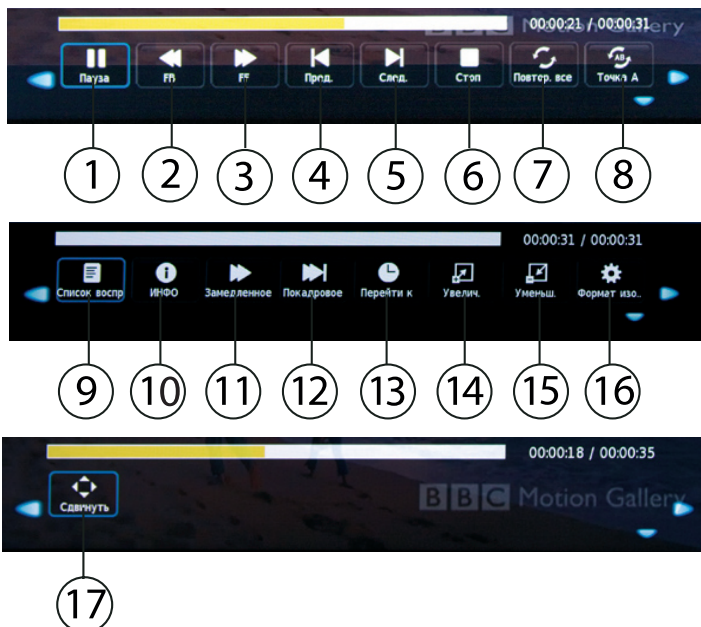 00:00:21 / 00:00:31
BBC Motion Gallery
Пауза FB FF Пред. След. Стоп Повтор. все Точка А
1 2 3 4 5 6 7 8
00:00:31 / 00:00:31
Список воспр ИНФО Замедленное Покадровое Перейти к Увелич. Уменьш. Формат изо..
9 10 11 12 13 14 15 16
00:00:18 / 00:00:35
BBC Motion Gallery
Сдвинуть
17